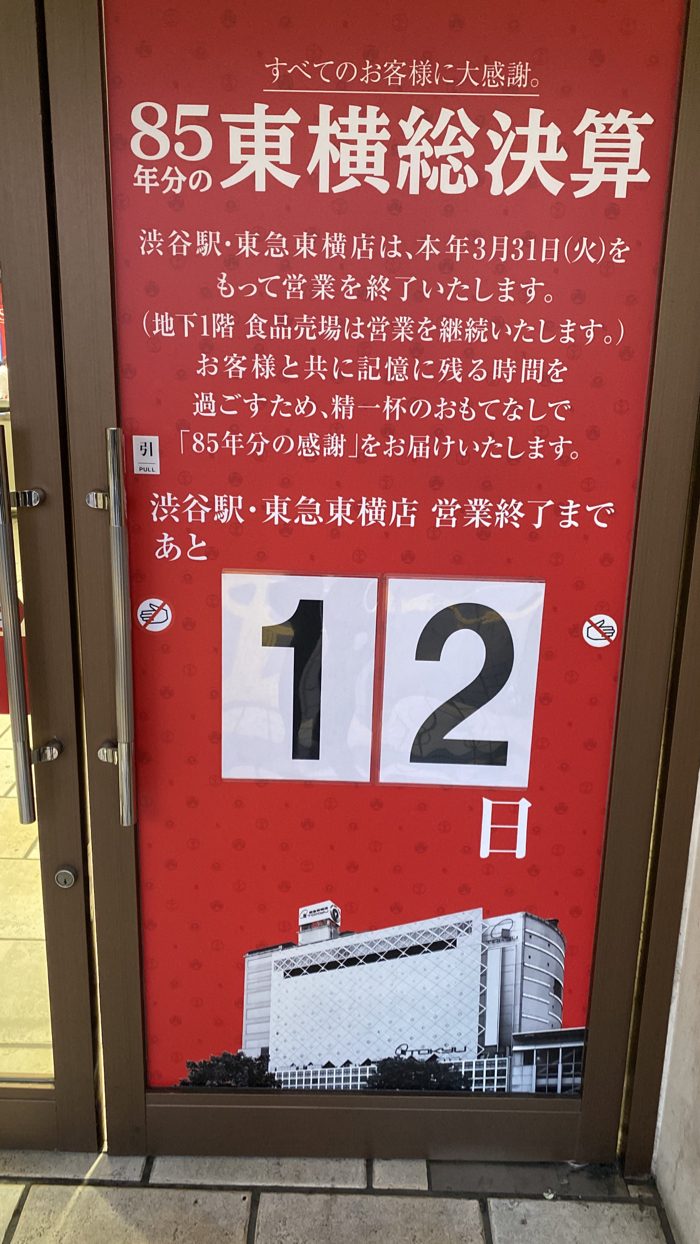 すべてのお客様に大感謝。
85年分の東横総決算
渋谷駅・東急東横店は、本年3月31日(火)を
もって営業を終了いたします。
(地下1階 食品売場は営業を継続いたします。)
お客様と共に記憶に残る時間を
過ごすため、精一杯のおもてなしで
「85年分の感謝」をお届けいたします。
引
PULL
渋谷駅・東急東横店 営業終了まで
あと
12
日
TOKYU